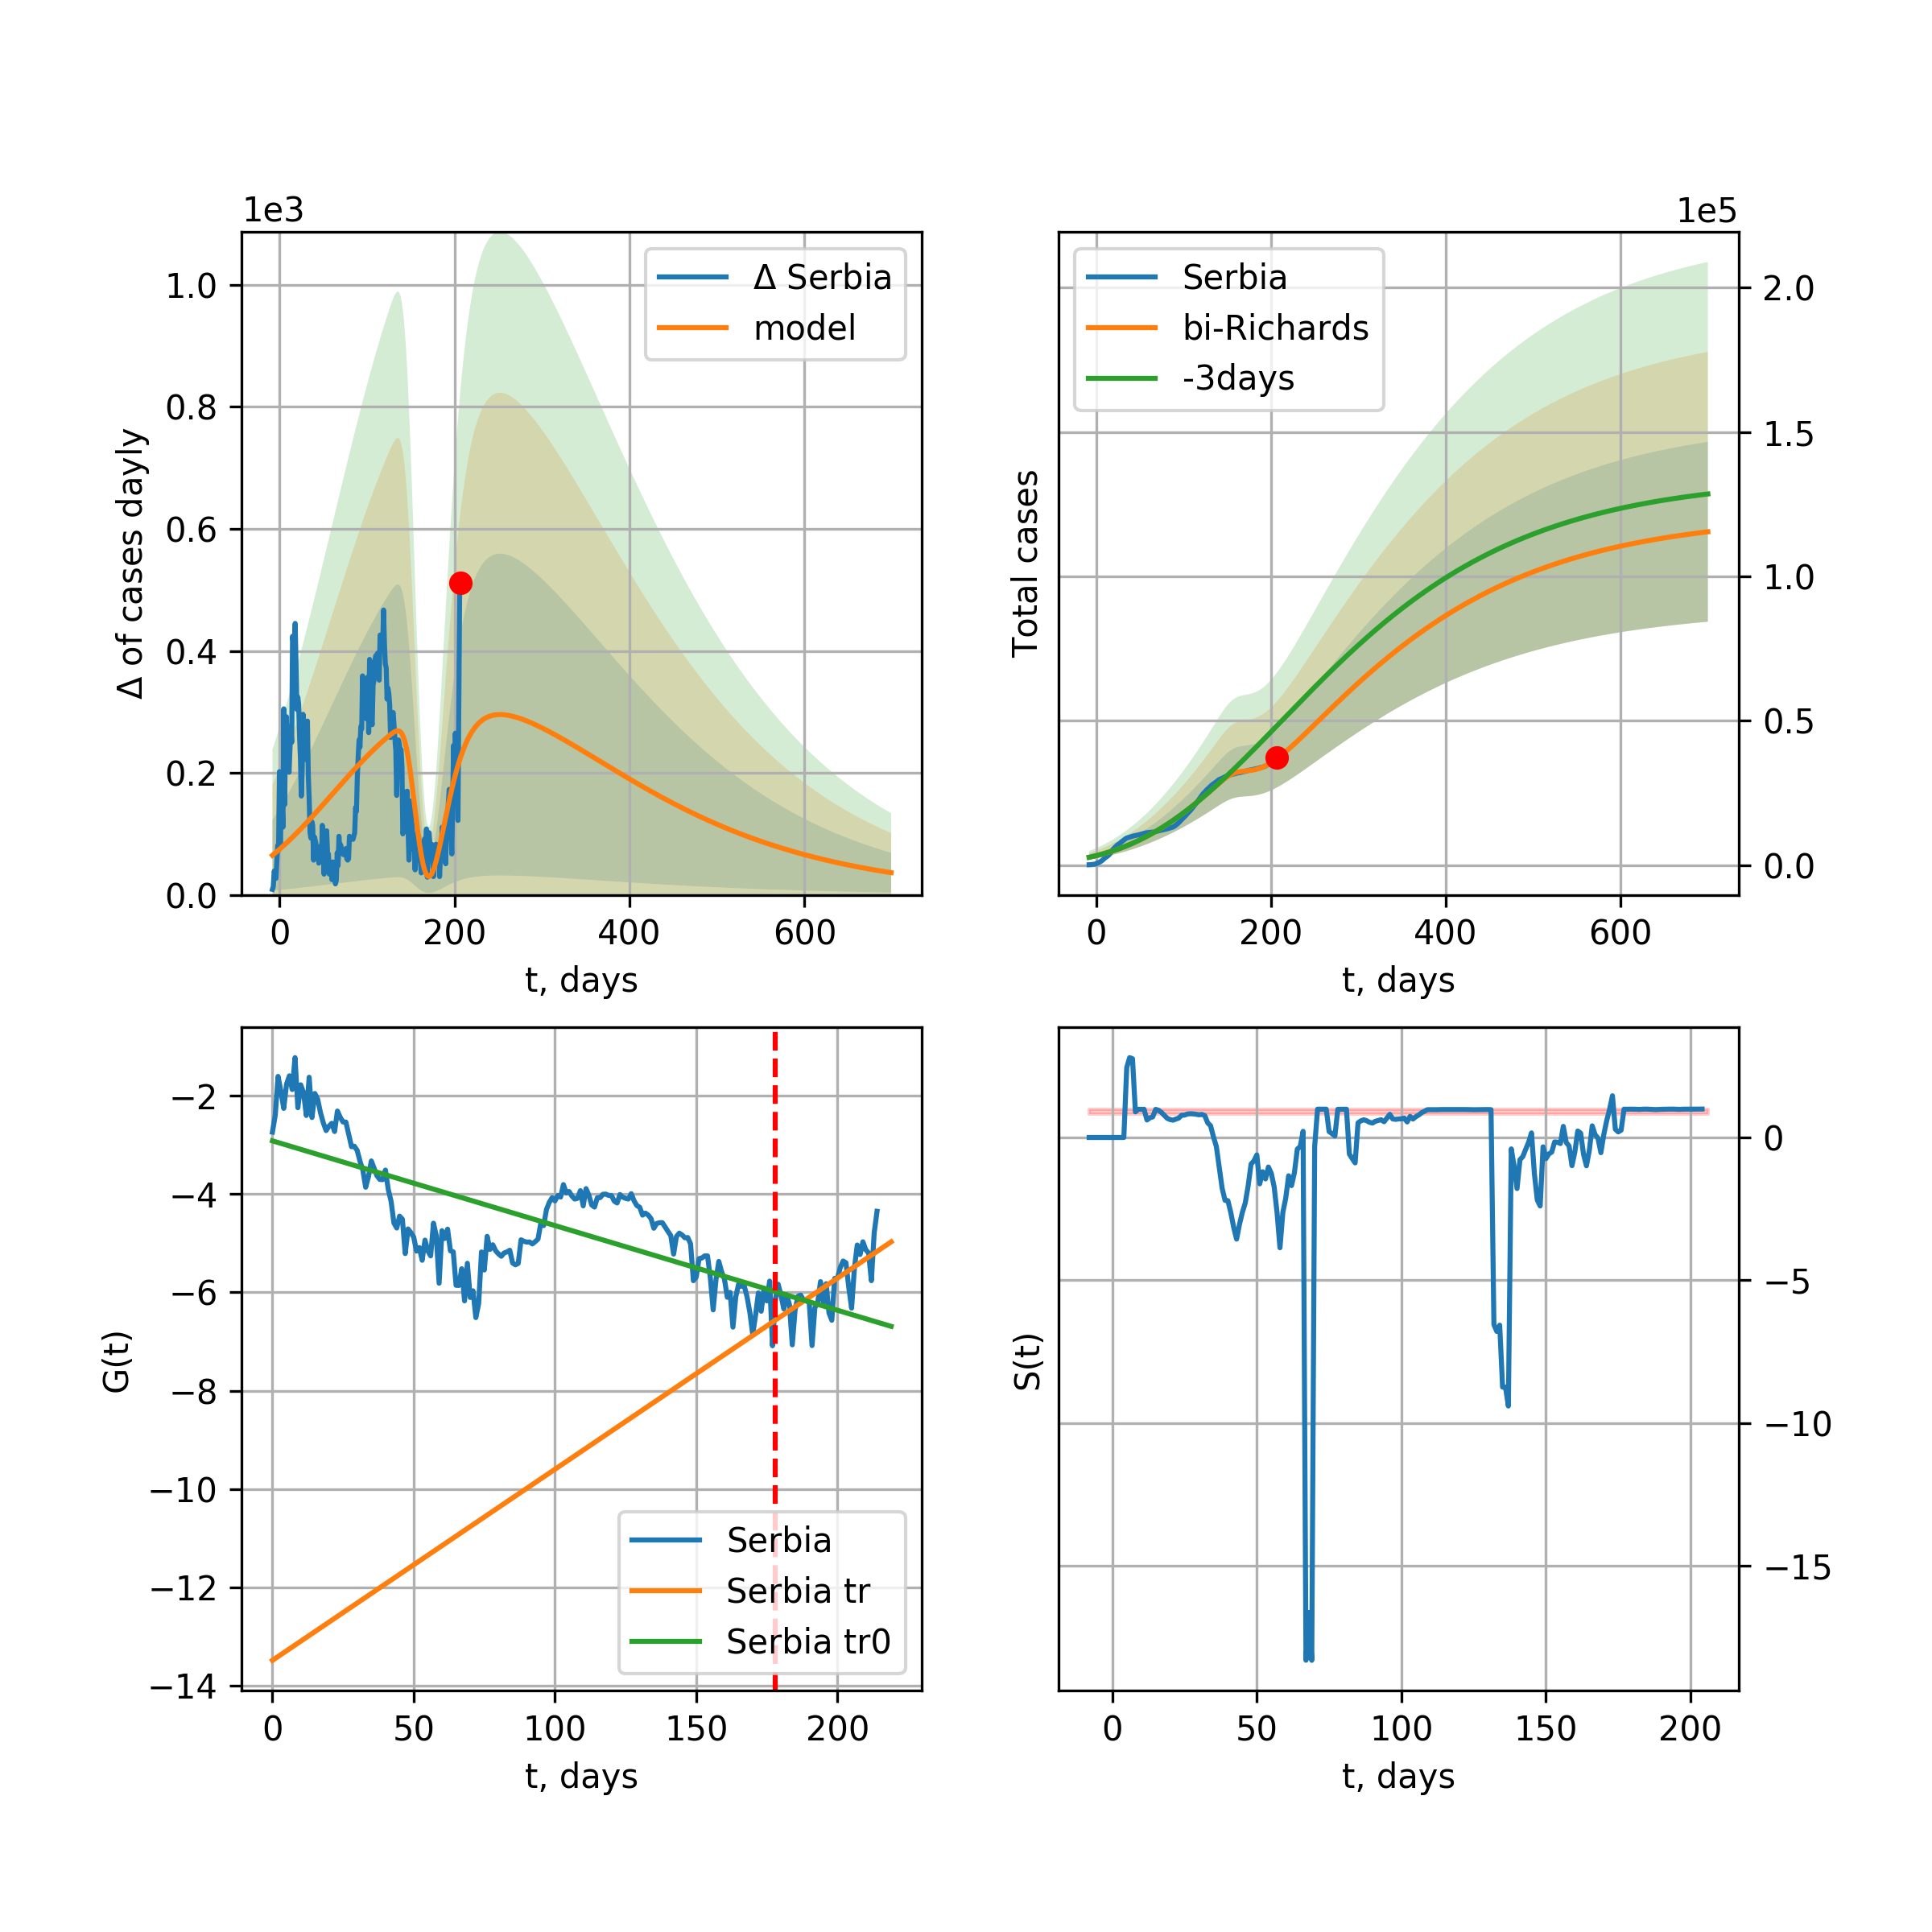 1e3
1.0
0.8
0.6
0.4
0.2
0.0
Δ of cases dayly
Δ Serbia
model
0 200 400 600
t, days
1e5
Serbia
bi-Richards
-3days
Total cases
2.0
1.5
1.0
0.5
0.0
0 200 400 600
t, days
−2
−4
−6
−8
−10
−12
−14
G(t)
Serbia
Serbia tr
Serbia tr0
0 50 100 150 200
t, days
S(t)
0
−5
−10
−15
0 50 100 150 200
t, days